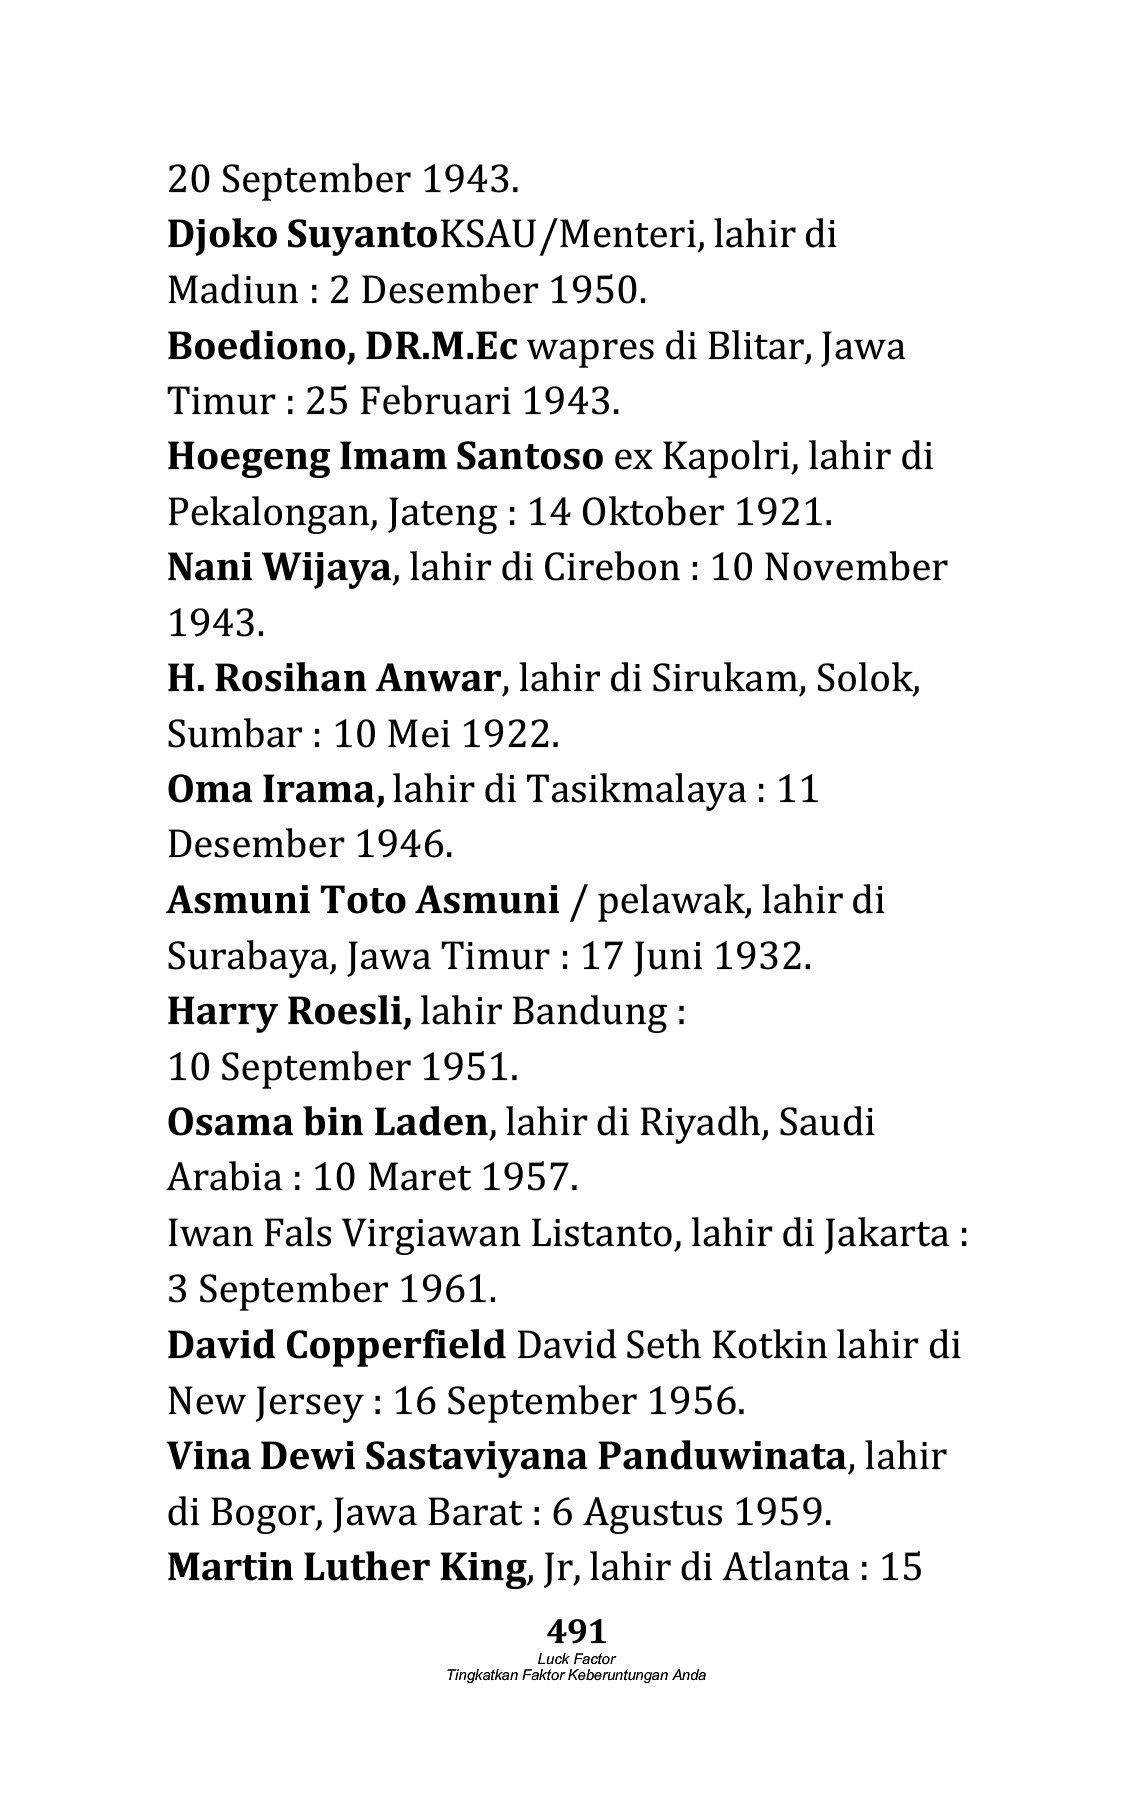 20 September 1943.
Djoko SuyantoKSAU/Menteri, lahir di
Madiun : 2 Desember 1950.
Boediono, DR.M.Ec wapres di Blitar, Jawa
Timur : 25 Februari 1943.
Hoegeng Imam Santoso ex Kapolri, lahir di
Pekalongan, Jateng : 14 Oktober 1921.
Nani Wijaya, lahir di Cirebon : 10 November
1943.
H. Rosihan Anwar, lahir di Sirukam, Solok,
Sumbar : 10 Mei 1922.
Oma Irama, lahir di Tasikmalaya : 11
Desember 1946.
Asmuni Toto Asmuni / pelawak, lahir di
Surabaya, Jawa Timur : 17 Juni 1932.
Harry Roesli, lahir Bandung :
10 September 1951.
Osama bin Laden, lahir di Riyadh, Saudi
Arabia : 10 Maret 1957.
Iwan Fals Virgiawan Listanto, lahir di Jakarta :
3 September 1961.
David Copperfield David Seth Kotkin lahir di
New Jersey : 16 September 1956.
Vina Dewi Sastaviyana Panduwinata, lahir
di Bogor, Jawa Barat : 6 Agustus 1959.
Martin Luther King, Jr, lahir di Atlanta : 15
491
Luck Factor
Tingkatkan Faktor Keberuntungan Anda